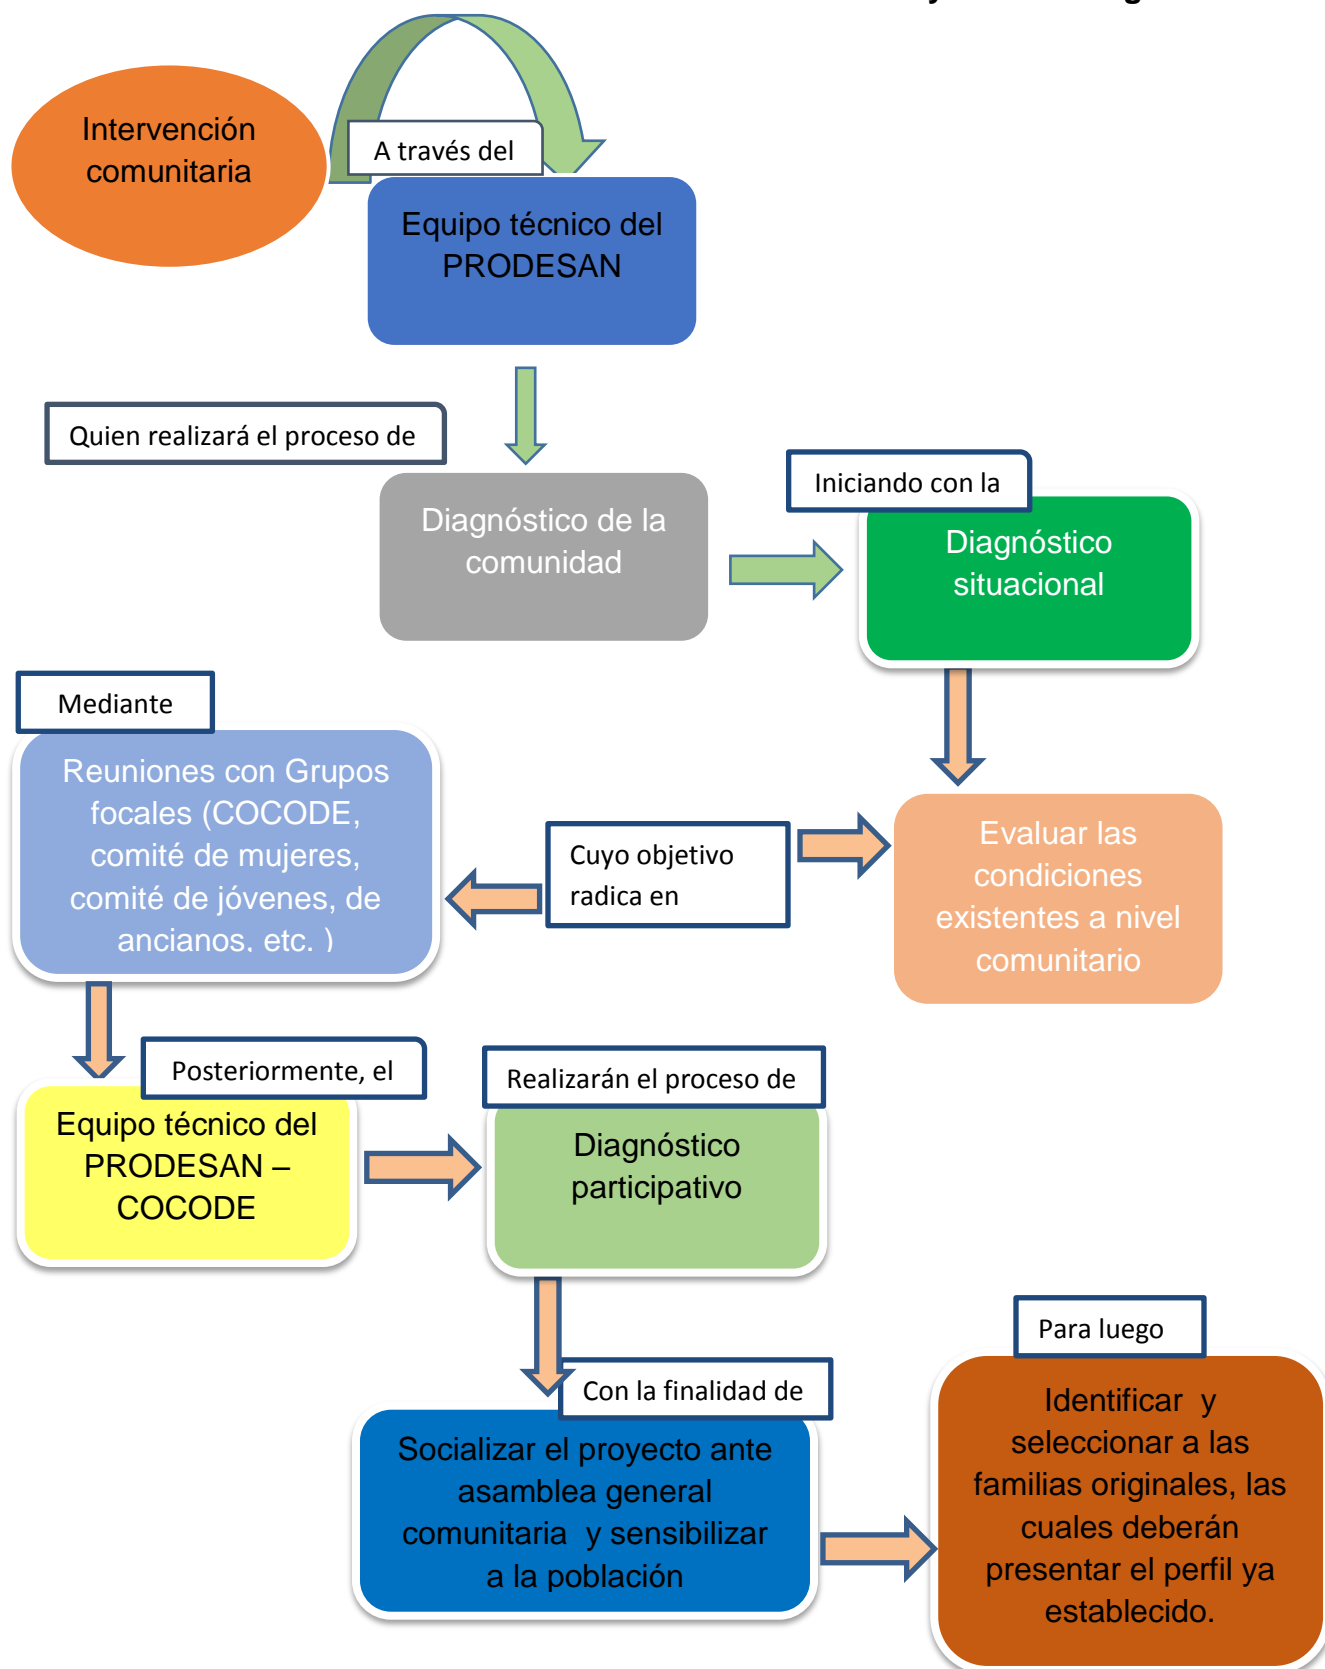 Intervención
comunitaria
A través del
Equipo técnico del
PRODESAN
Quien realizará el proceso de
Diagnóstico de la
comunidad
Iniciando con la
Diagnóstico
situacional
Mediante
Reuniones con Grupos
focales (COCODE,
comité de mujeres,
comité de jóvenes, de
ancianos, etc. )
Cuyo objetivo
radica en
Evaluar las
condiciones
existentes a nivel
comunitario
Posteriormente, el
Equipo técnico del
PRODESAN –
COCODE
Realizarán el proceso de
Diagnóstico
participativo
Con la finalidad de
Socializar el proyecto ante
asamblea general
comunitaria  y sensibilizar
a la población
Para luego
Identificar  y
seleccionar a las
familias originales, las
cuales deberán
presentar el perfil ya
establecido.